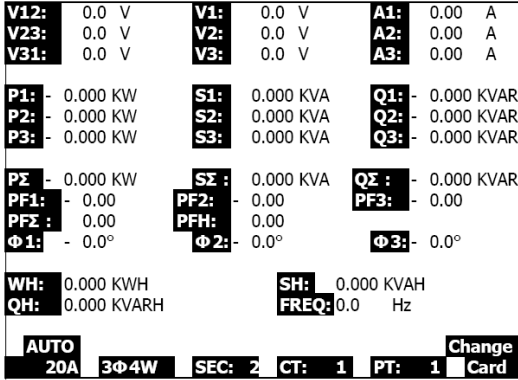 V12: 0.0 V V1: 0.0 V A1: 0.00 A
V23: 0.0 V V2: 0.0 V A2: 0.00 A
V31: 0.0 V V3: 0.0 V A3: 0.00 A
P1: - 0.000 KW S1: 0.000 KVA Q1: - 0.000 KVAR
P2: - 0.000 KW S2: 0.000 KVA Q2: - 0.000 KVAR
P3: - 0.000 KW S3: 0.000 KVA Q3: - 0.000 KVAR
PΣ - 0.000 KW SΣ : 0.000 KVA QΣ : - 0.000 KVAR
PF1: - 0.00 PF2: - 0.00 PF3: - 0.00
PFΣ : 0.00 PFH: 0.00
Φ1: - 0.0° Φ2: - 0.0° Φ3: - 0.0°
WH: 0.000 KWH SH: 0.000 KVAH
QH: 0.000 KVARH FREQ: 0.0 Hz
AUTO Change
20A 3Φ4W SEC: 2 CT: 1 PT: 1 Card